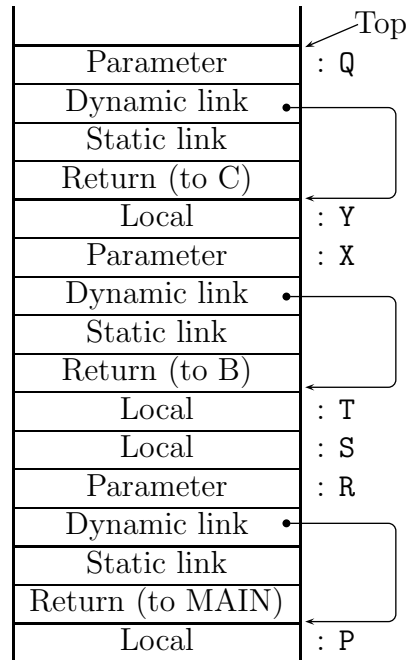 Top
Parameter : Q
Dynamic link
Static link
Return (to C)
Local : Y
Parameter : X
Dynamic link
Static link
Return (to B)
Local : T
Local : S
Parameter : R
Dynamic link
Static link
Return (to MAIN)
Local : P